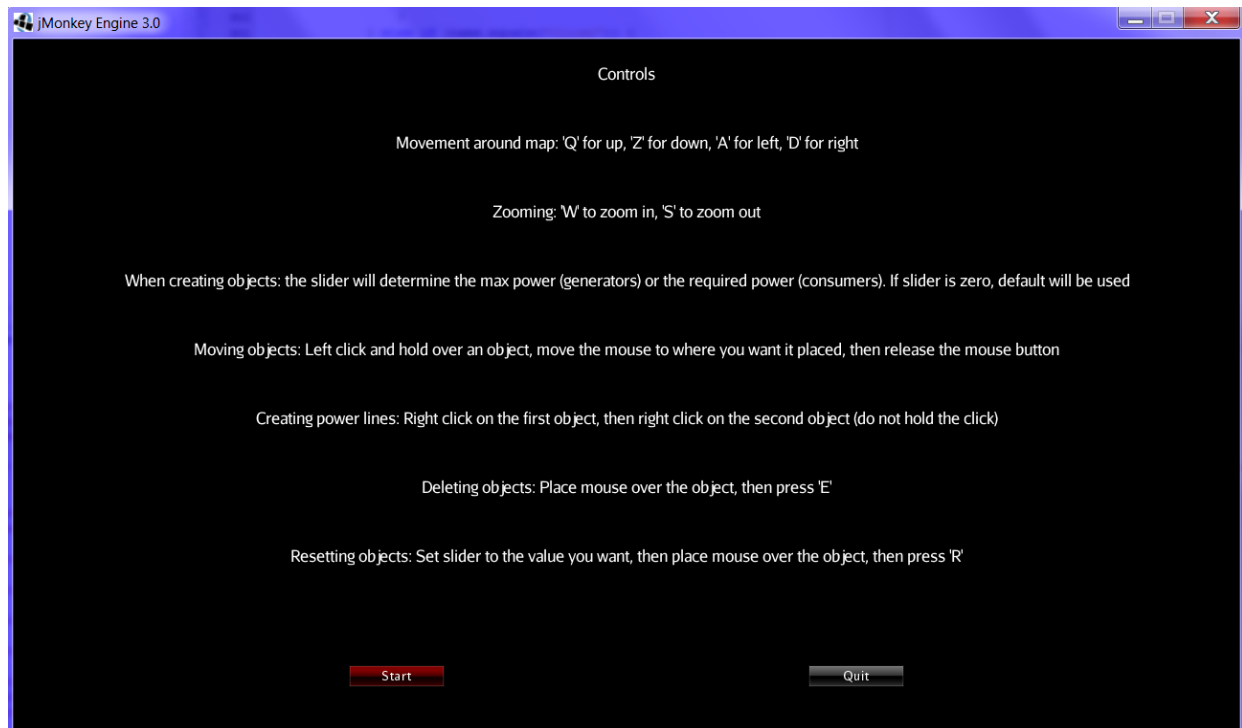 jMonkey Engine 3.0
Controls
Movement around map: 'Q' for up, 'Z' for down, 'A' for left, 'D' for right
Zooming: 'W' to zoom in, 'S' to zoom out
When creating objects: the slider will determine the max power (generators) or the required power (consumers). If slider is zero, default will be used
Moving objects: Left click and hold over an object, move the mouse to where you want it placed, then release the mouse button
Creating power lines: Right click on the first object, then right click on the second object (do not hold the click)
Deleting objects: Place mouse over the object, then press 'E'
Resetting objects: Set slider to the value you want, then place mouse over the object, then press 'R'
Start Quit